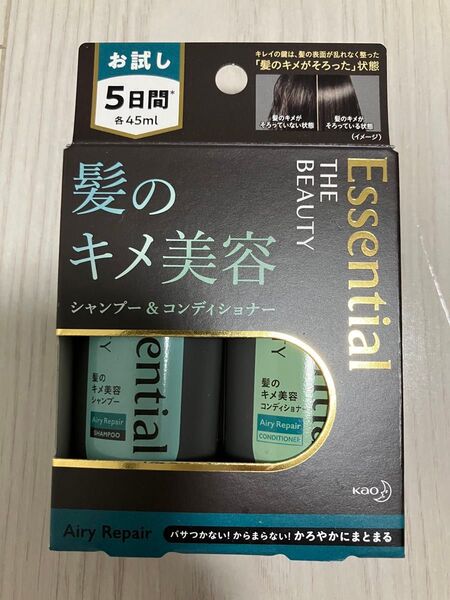 お試し
5日間*
各45ml
キレイの鍵は、髪の表面が乱れなく整った
「髪のキメがそろった」状態
髪のキメが
そろっていない状態
髪のキメが
そろっている状態
(イメージ)
Essential
THE
BEAUTY
髪の
キメ美容
シャンプー&コンディショナー
髪の
キメ美容
シャンプー
Airy Repair
SHAMPOO
髪の
キメ美容
コンディショナー
Airy Repair
CONDITIONER
Kao
Airy Repair
パサつかない!からまらない!かろやかにまとまる